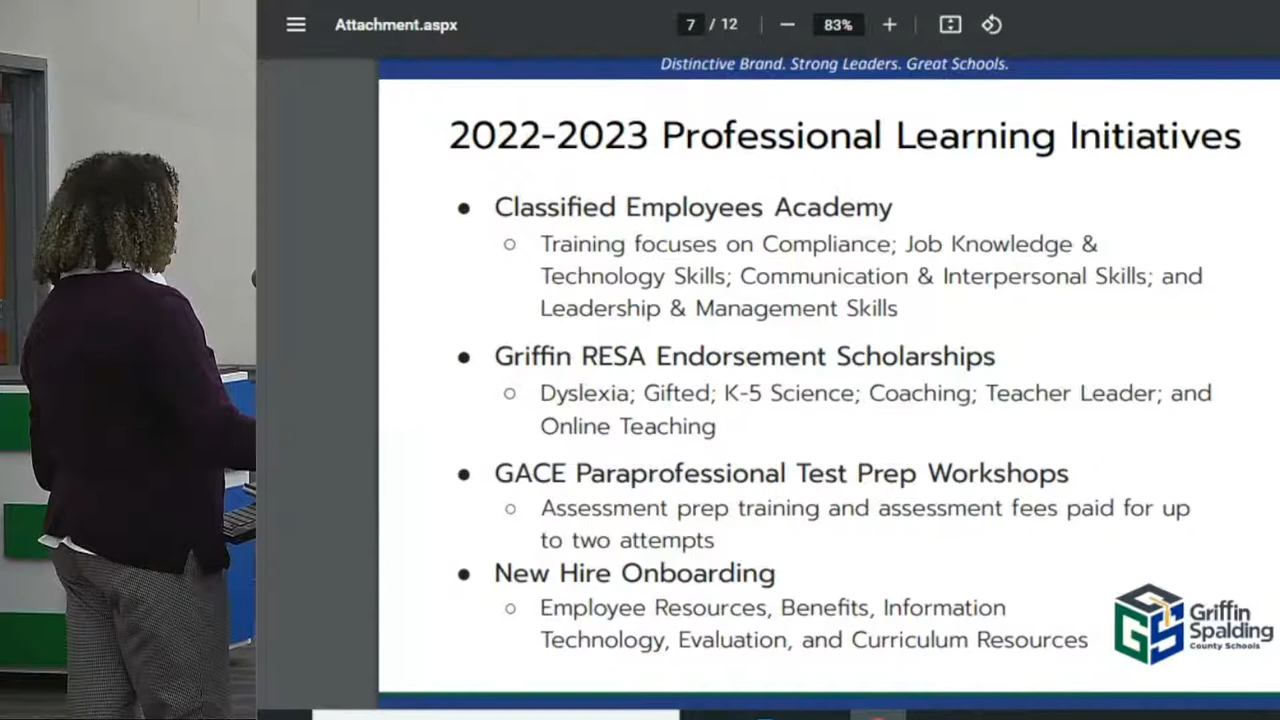 Attachment.aspx
7 / 12
83%
Distinctive Brand. Strong Leaders. Great Schools.
2022-2023 Professional Learning Initiatives
● Classified Employees Academy
○ Training focuses on Compliance; Job Knowledge &
Technology Skills; Communication & Interpersonal Skills; and
Leadership & Management Skills
● Griffin RESA Endorsement Scholarships
○ Dyslexia; Gifted; K-5 Science; Coaching; Teacher Leader; and
Online Teaching
● GACE Paraprofessional Test Prep Workshops
○ Assessment prep training and assessment fees paid for up
to two attempts
● New Hire Onboarding
○ Employee Resources, Benefits, Information
Technology, Evaluation, and Curriculum Resources
GS
Griffin
Spalding
County Schools